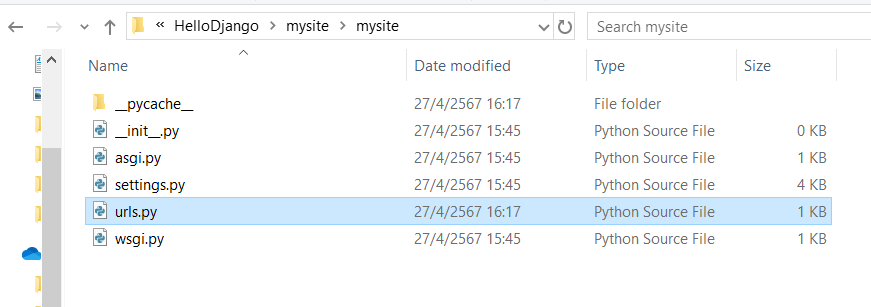 « HelloDjango > mysite > mysite
Search mysite
Name Date modified Type Size
__pycache__ 27/4/2567 16:17 File folder
__init__.py 27/4/2567 15:45 Python Source File 0 KB
asgi.py 27/4/2567 15:45 Python Source File 1 KB
settings.py 27/4/2567 15:45 Python Source File 4 KB
urls.py 27/4/2567 16:17 Python Source File 1 KB
wsgi.py 27/4/2567 15:45 Python Source File 1 KB